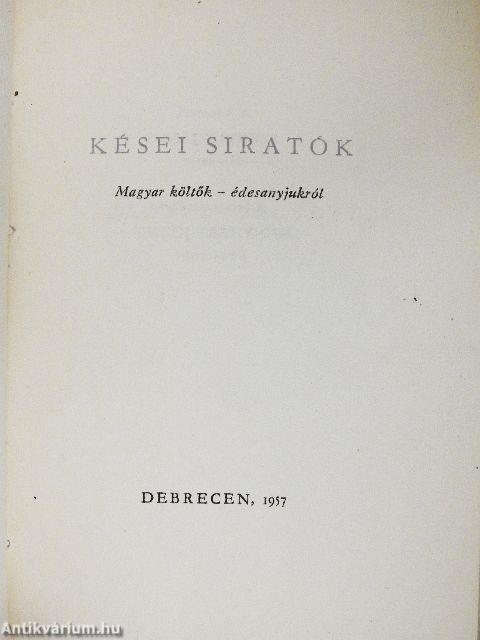 KÉSEI SIRATÓK
Magyar költők – édesanyjukról
DEBRECEN, 1957
Antikvárium.hu